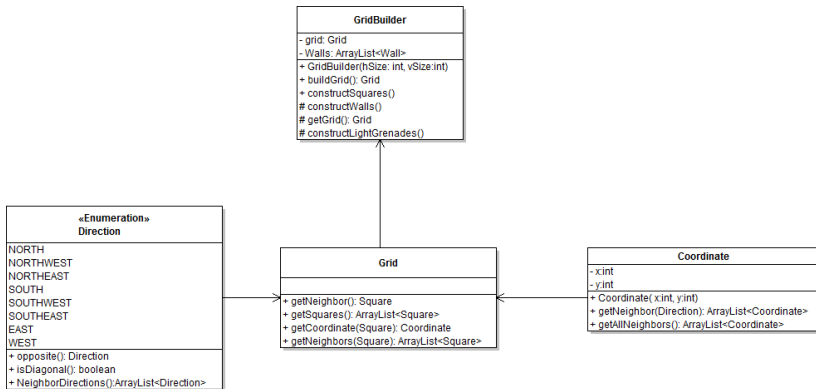 GridBuilder
- grid: Grid
- Walls: ArrayList<Wall>
+ GridBuilder(hSize: int, vSize:int)
+ buildGrid(): Grid
+ constructSquares()
# constructWalls()
# getGrid(): Grid
# constructLightGrenades()
«Enumeration»
Direction
NORTH
NORTHWEST
NORTHEAST
SOUTH
SOUTHWEST
SOUTHEAST
EAST
WEST
+ opposite(): Direction
+ isDiagonal(): boolean
+ NeighborDirections():ArrayList<Direction>
Grid
+ getNeighbor(): Square
+ getSquares(): ArrayList<Square>
+ getCoordinate(Square): Coordinate
+ getNeighbors(Square): ArrayList<Square>
Coordinate
- x:int
- y:int
+ Coordinate( x:int, y:int)
+ getNeighbor(Direction): ArrayList<Coordinate>
+ getAllNeighbors(): ArrayList<Coordinate>